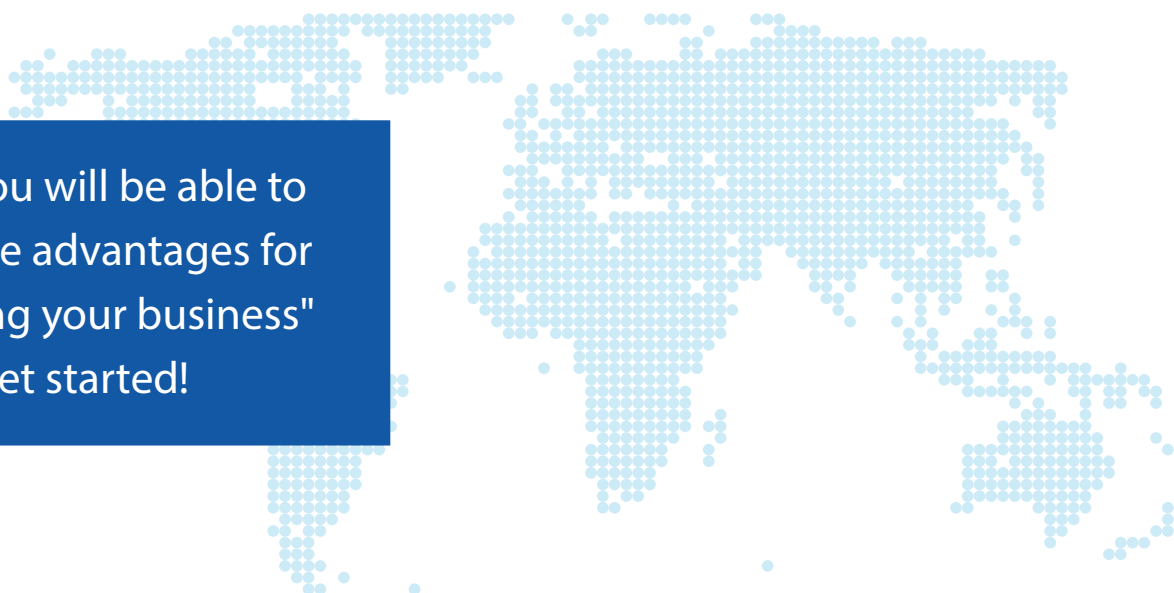 ou will be able to
e advantages for
ng your business"
et started!